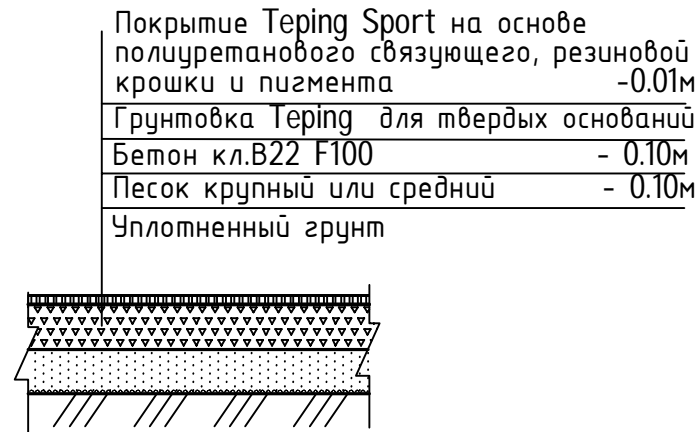 Покрытие Teping Sport на основе
полиуретанового связующего, резиновой
крошки и пигмента -0.01м
Грунтовка Teping для твердых оснований
Бетон кл.В22 F100 - 0.10м
Песок крупный или средний - 0.10м
Уплотненный грунт